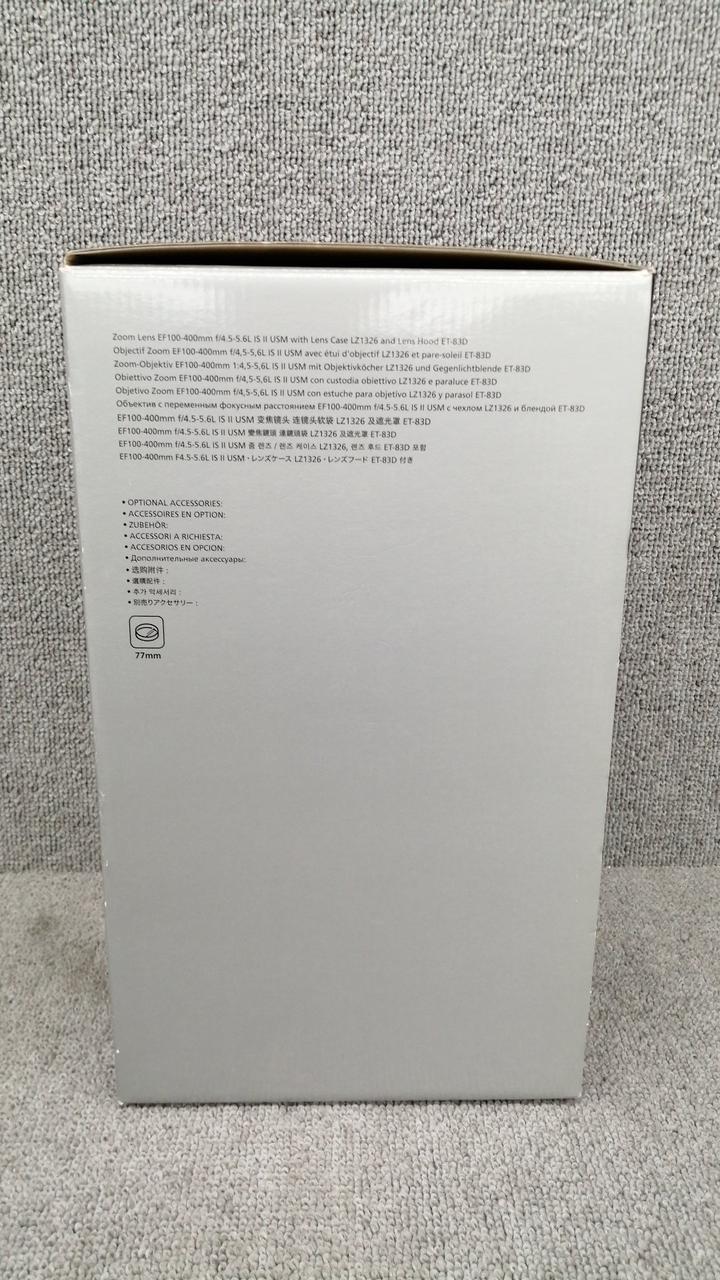 Zoom Lens EF100-400mm f/4.5-5.6L IS II USM with Lens Case LZ1326 and Lens Hood ET-83D
Objectif Zoom EF100-400mm f/4,5-5,6L IS II USM avec étui d'objectif LZ1326 et pare-soleil ET-83D
Zoom-Objektiv EF100-400mm 1:4,5-5,6L IS II USM mit Objektivköcher LZ1326 und Gegenlichtblende ET-83D
Obiettivo Zoom EF100-400mm f/4,5-5,6L IS II USM con custodia obiettivo LZ1326 e paraluce ET-83D
Objetivo Zoom EF100-400mm f/4,5-5,6L IS II USM con estuche para objetivo LZ1326 y parasol ET-83D
Объектив с переменным фокусным расстоянием EF100-400mm f/4.5-5.6L IS II USM с чехлом LZ1326 и блендой ET-83D
EF100-400mm f/4.5-5.6L IS II USM 变焦镜头 连镜头软袋 LZ1326 及遮光罩 ET-83D
EF100-400mm f/4.5-5.6L IS II USM 變焦鏡頭 連鏡頭袋 LZ1326 及遮光罩 ET-83D
EF100-400mm f/4.5-5.6L IS II USM 줌 렌즈 / 렌즈 케이스 LZ1326, 렌즈 후드 ET-83D 포함
EF100-400mm F4.5-5.6L IS II USM・レンズケース LZ1326・レンズフード ET-83D 付き
• OPTIONAL ACCESSORIES:
• ACCESSOIRES EN OPTION:
• ZUBEHÖR:
• ACCESSORI A RICHIESTA:
• ACCESORIOS EN OPCION:
• Дополнительные аксессуары:
• 选购附件：
• 選購配件：
• 추가 악세서리 :
• 別売りアクセサリー：
77mm